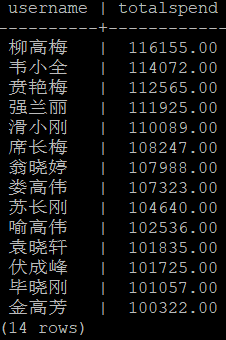 username | totalspend
----------+------------
柳高梅 | 116155.00
韦小全 | 114072.00
贲艳梅 | 112565.00
强兰丽 | 111925.00
滑小刚 | 110089.00
席长梅 | 108247.00
翁晓婷 | 107988.00
娄高伟 | 107323.00
苏长刚 | 104640.00
喻高伟 | 102536.00
袁晓轩 | 101835.00
伏成峰 | 101725.00
毕晓刚 | 101057.00
金高芳 | 100322.00
(14 rows)